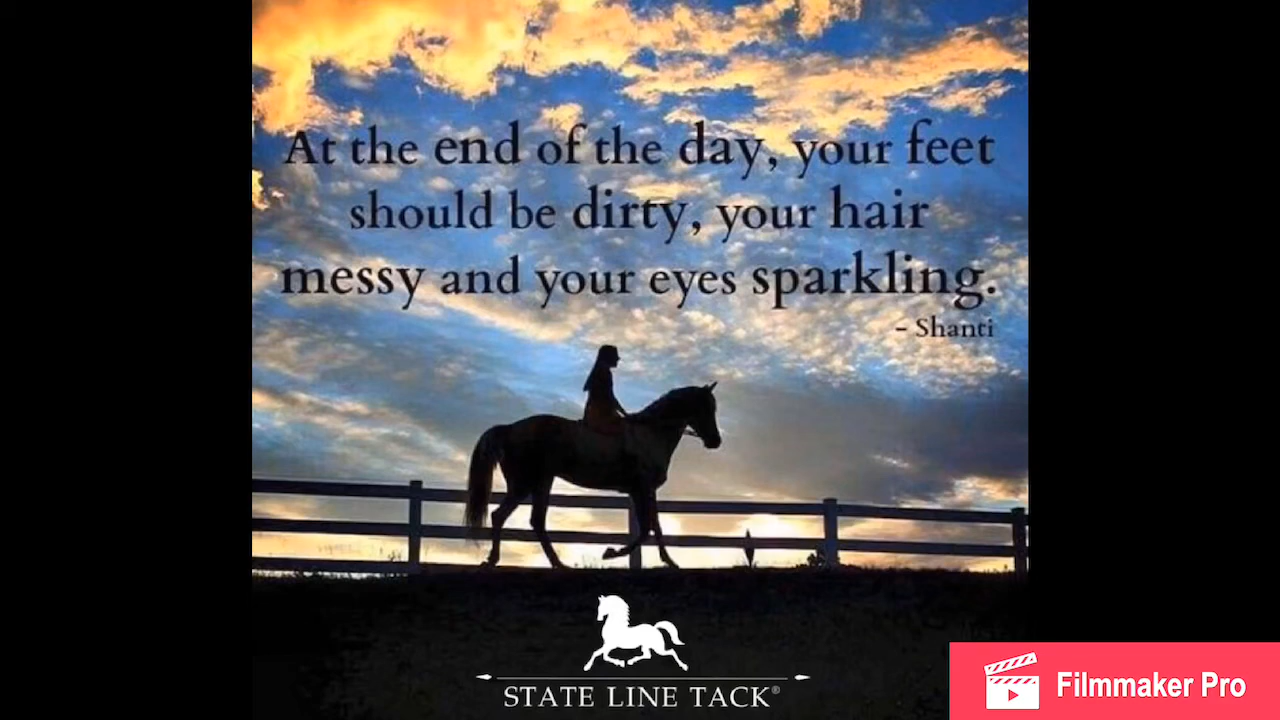 At the end of the day, your feet
should be dirty, your hair
messy and your eyes sparkling.
- Shanti
STATE LINE TACK®
Filmmaker Pro